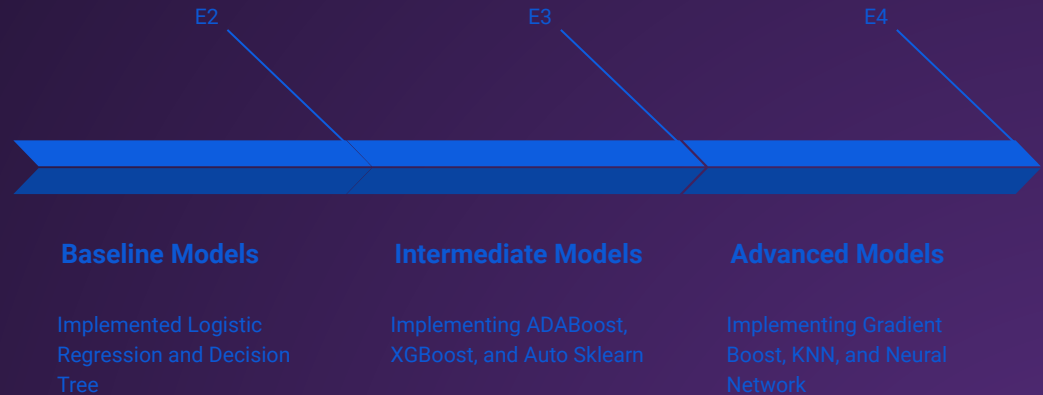 E2
E3
E4
Baseline Models
Implemented Logistic
Regression and Decision
Tree
Intermediate Models
Implementing ADABoost,
XGBoost, and Auto Sklearn
Advanced Models
Implementing Gradient
Boost, KNN, and Neural
Network